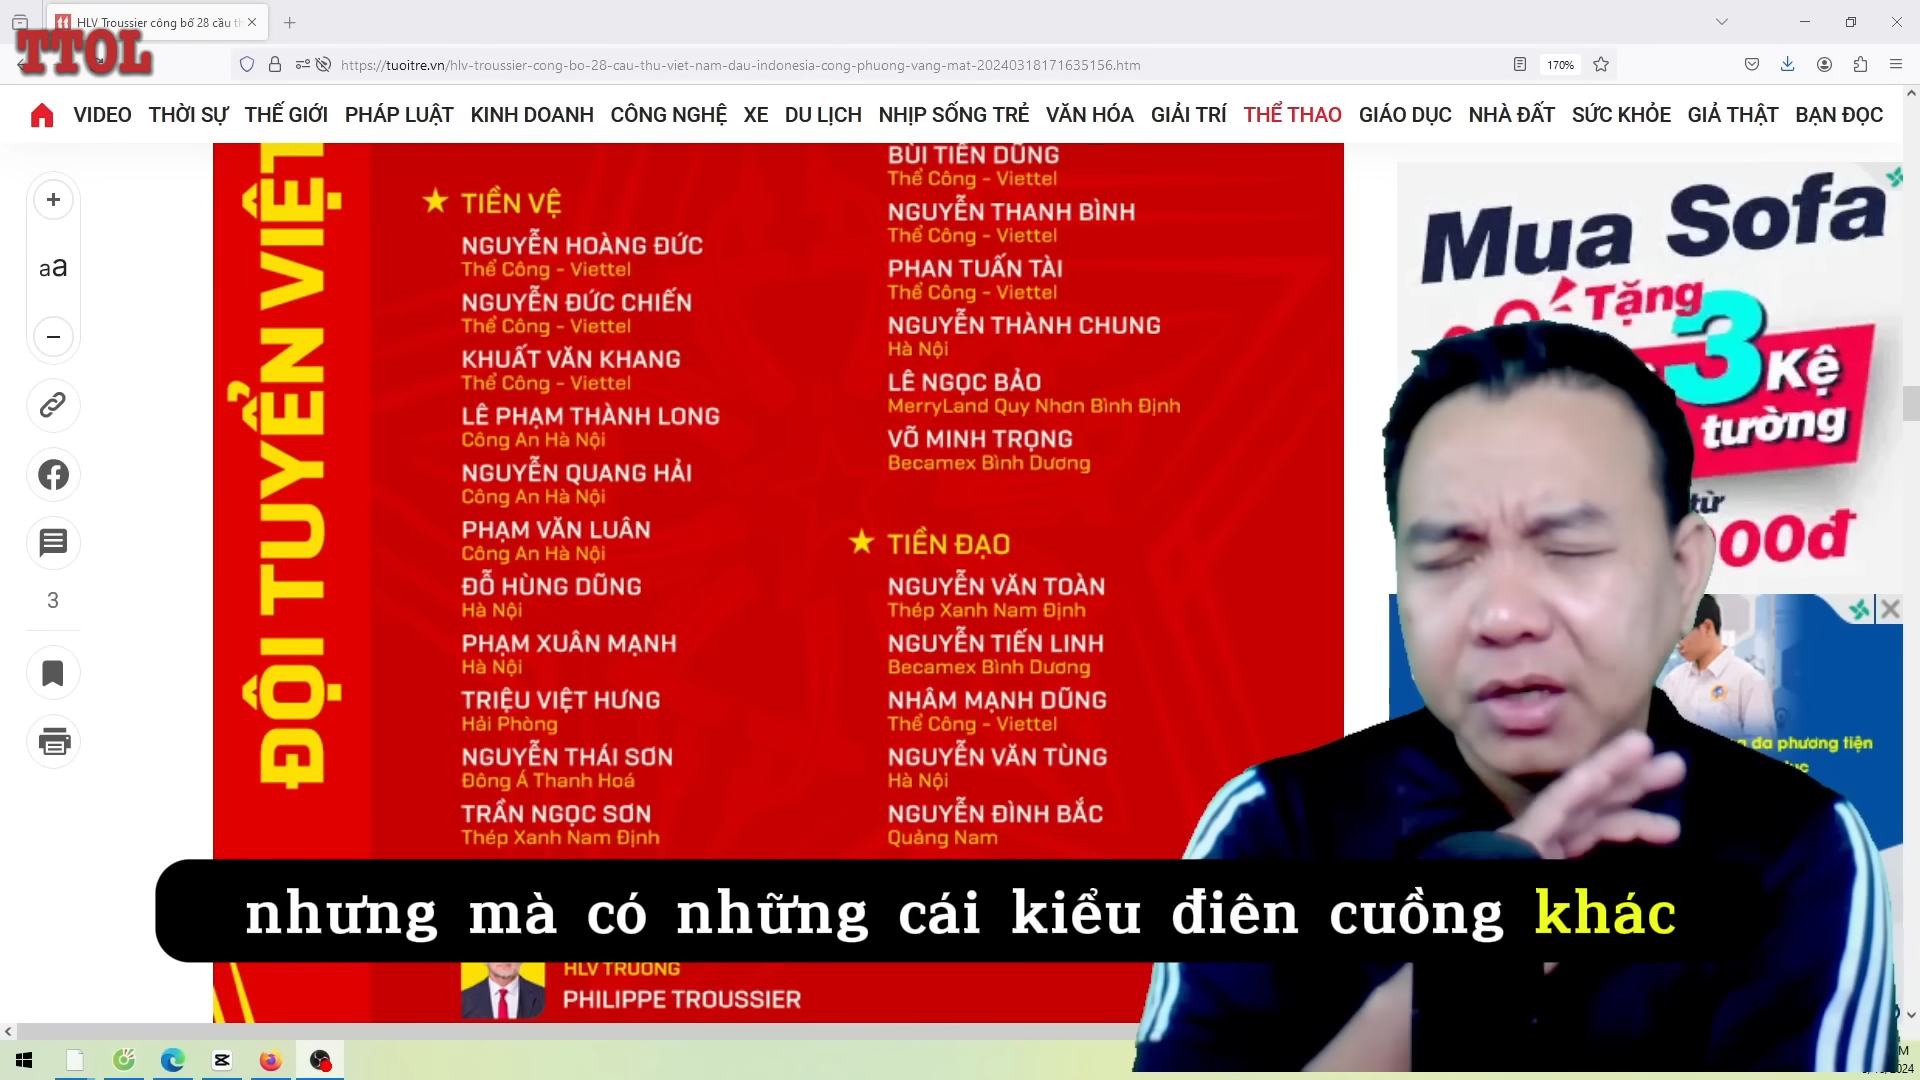 HLV Troussier công bố 28 cầu th
TTOL
https://tuoitre.vn/hlv-troussier-cong-bo-28-cau-thu-viet-nam-dau-indonesia-cong-phuong-vang-mat-20240318171635156.htm
170%
VIDEO THỜI SỰ THẾ GIỚI PHÁP LUẬT KINH DOANH CÔNG NGHỆ XE DU LỊCH NHỊP SỐNG TRẺ VĂN HÓA GIẢI TRÍ THỂ THAO GIÁO DỤC NHÀ ĐẤT SỨC KHỎE GIẢ THẬT BẠN ĐỌC
aa
3
ĐỘI TUYỂN VIỆT
★ TIỀN VỆ
NGUYỄN HOÀNG ĐỨC
Thể Công - Viettel
NGUYỄN ĐỨC CHIẾN
Thể Công - Viettel
KHUẤT VĂN KHANG
Thể Công - Viettel
LÊ PHẠM THÀNH LONG
Công An Hà Nội
NGUYỄN QUANG HẢI
Công An Hà Nội
PHẠM VĂN LUÂN
Công An Hà Nội
ĐỖ HÙNG DŨNG
Hà Nội
PHẠM XUÂN MẠNH
Hà Nội
TRIỆU VIỆT HƯNG
Hải Phòng
NGUYỄN THÁI SƠN
Đông Á Thanh Hoá
TRẦN NGỌC SƠN
Thép Xanh Nam Định
BÙI TIẾN DŨNG
Thể Công - Viettel
NGUYỄN THANH BÌNH
Thể Công - Viettel
PHAN TUẤN TÀI
Thể Công - Viettel
NGUYỄN THÀNH CHUNG
Hà Nội
LÊ NGỌC BẢO
MerryLand Quy Nhơn Bình Định
VÕ MINH TRỌNG
Becamex Bình Dương
★ TIỀN ĐẠO
NGUYỄN VĂN TOÀN
Thép Xanh Nam Định
NGUYỄN TIẾN LINH
Becamex Bình Dương
NHÂM MẠNH DŨNG
Thể Công - Viettel
NGUYỄN VĂN TÙNG
Hà Nội
NGUYỄN ĐÌNH BẮC
Quảng Nam
Mua Sofa
Tặng
3 Kệ
tường
từ
00đ
đa phương tiện
nhưng mà có những cái kiểu điên cuồng khác
HLV TRƯỞNG
PHILIPPE TROUSSIER